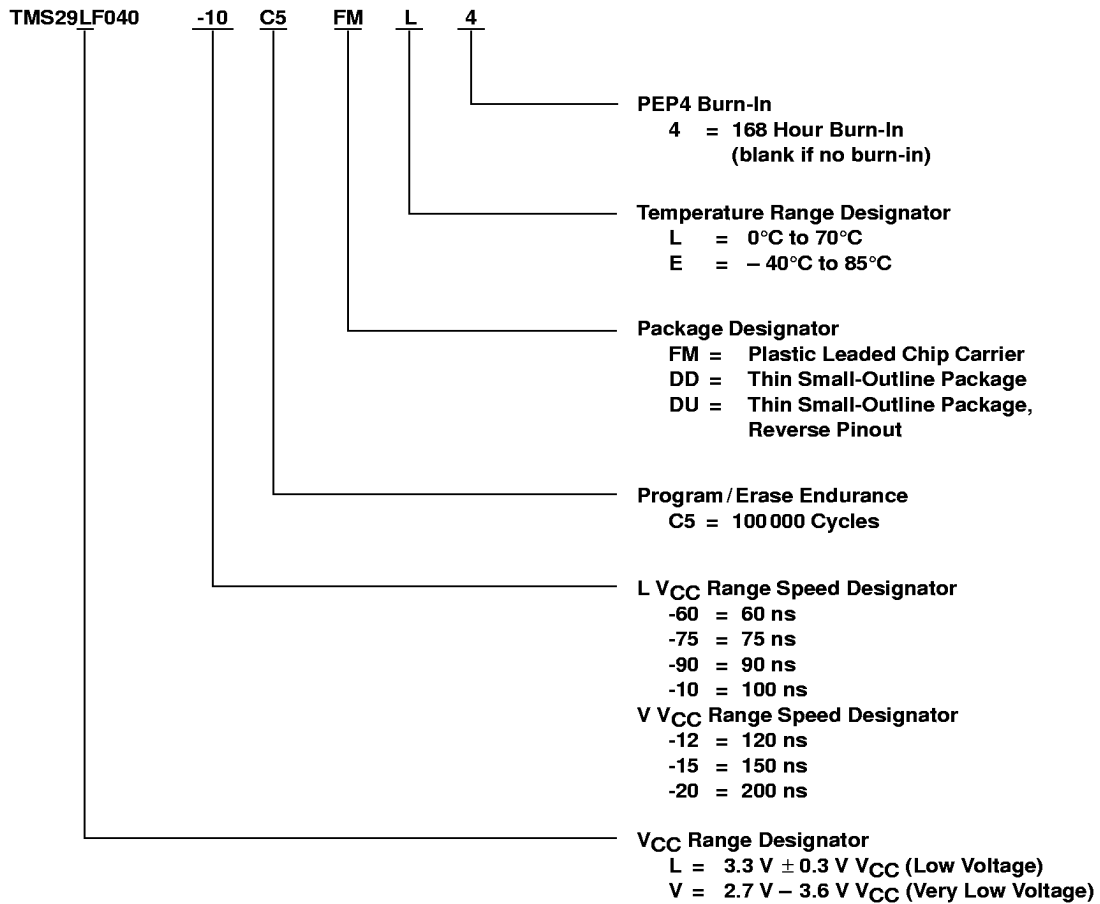 TMS29LF040 -10 C5 FM L 4
PEP4 Burn-In
4 = 168 Hour Burn-In
(blank if no burn-in)
Temperature Range Designator
L = 0°C to 70°C
E = – 40°C to 85°C
Package Designator
FM = Plastic Leaded Chip Carrier
DD = Thin Small-Outline Package
DU = Thin Small-Outline Package,
Reverse Pinout
Program/Erase Endurance
C5 = 100 000 Cycles
L VCC Range Speed Designator
-60 = 60 ns
-75 = 75 ns
-90 = 90 ns
-10 = 100 ns
V VCC Range Speed Designator
-12 = 120 ns
-15 = 150 ns
-20 = 200 ns
VCC Range Designator
L = 3.3 V ± 0.3 V VCC (Low Voltage)
V = 2.7 V – 3.6 V VCC (Very Low Voltage)